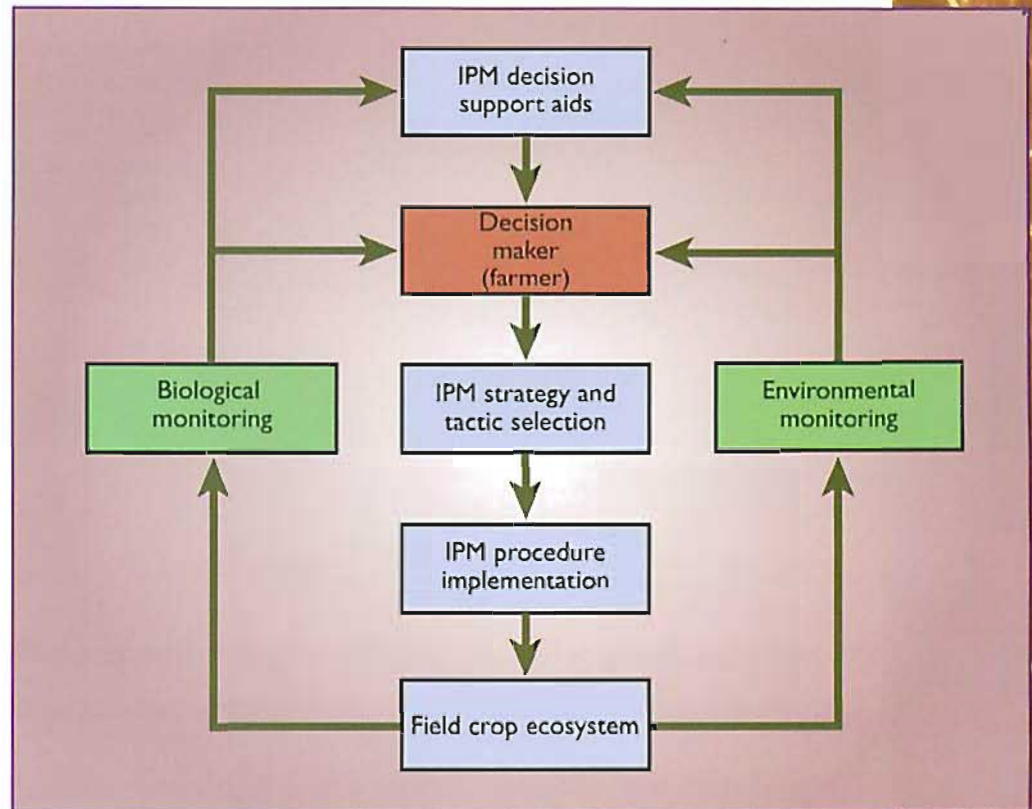 IPM decision
support aids
Decision
maker
(farmer)
Biological
monitoring
IPM strategy and
tactic selection
Environmental
monitoring
IPM procedure
implementation
Field crop ecosystem